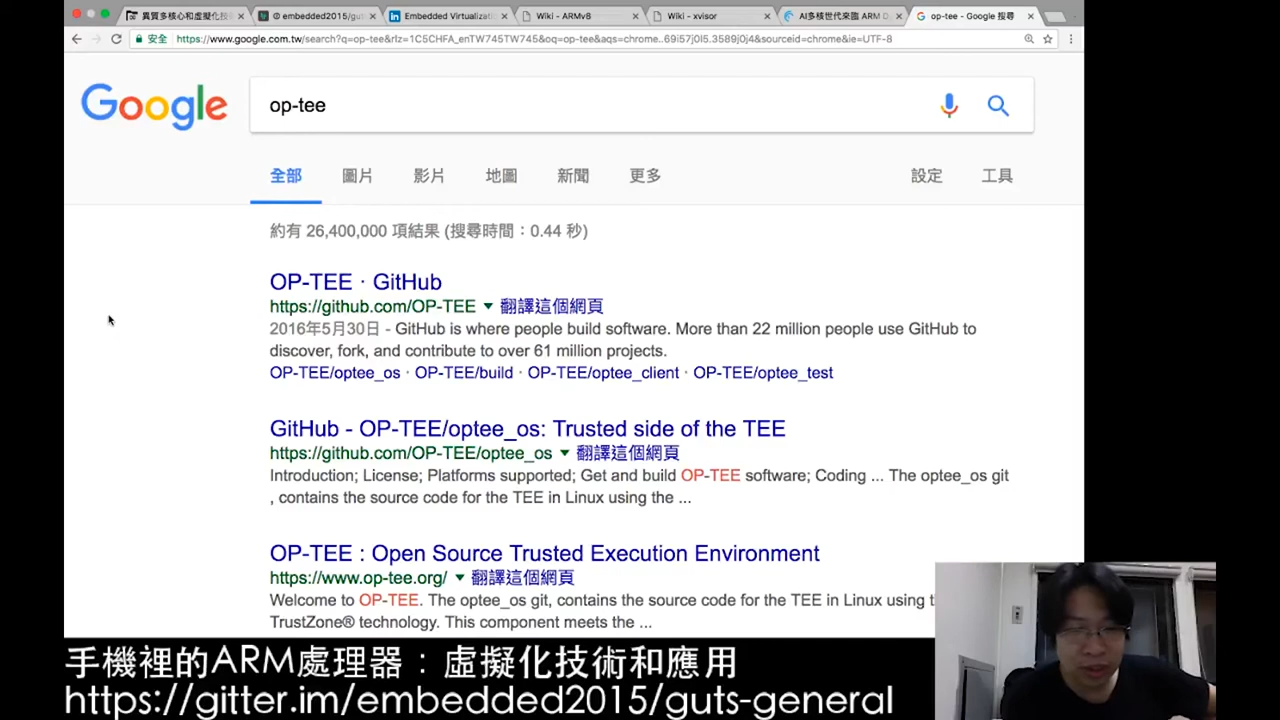 異質多核心和虛擬化技
embedded2015/gut
Embedded Virtualizati
Wiki - ARMv8
Wiki - xvisor
AI多核世代來臨 ARM D
op-tee - Google 搜尋
安全
https://www.google.com.tw/search?q=op-tee&rlz=1C5CHFA_enTW745TW745&oq=op-tee&aqs=chrome..69i57j0l5.3589j0j4&sourceid=chrome&ie=UTF-8
Google
op-tee
全部 圖片 影片 地圖 新聞 更多 設定 工具
約有 26,400,000 項結果 (搜尋時間：0.44 秒)
OP-TEE · GitHub
https://github.com/OP-TEE 翻譯這個網頁
2016年5月30日 - GitHub is where people build software. More than 22 million people use GitHub to
discover, fork, and contribute to over 61 million projects.
OP-TEE/optee_os · OP-TEE/build · OP-TEE/optee_client · OP-TEE/optee_test
GitHub - OP-TEE/optee_os: Trusted side of the TEE
https://github.com/OP-TEE/optee_os 翻譯這個網頁
Introduction; License; Platforms supported; Get and build OP-TEE software; Coding ... The optee_os git
, contains the source code for the TEE in Linux using the ...
OP-TEE : Open Source Trusted Execution Environment
https://www.op-tee.org/ 翻譯這個網頁
Welcome to OP-TEE. The optee_os git, contains the source code for the TEE in Linux using t
TrustZone® technology. This component meets the ...
手機裡的ARM處理器：虛擬化技術和應用
https://gitter.im/embedded2015/guts-general